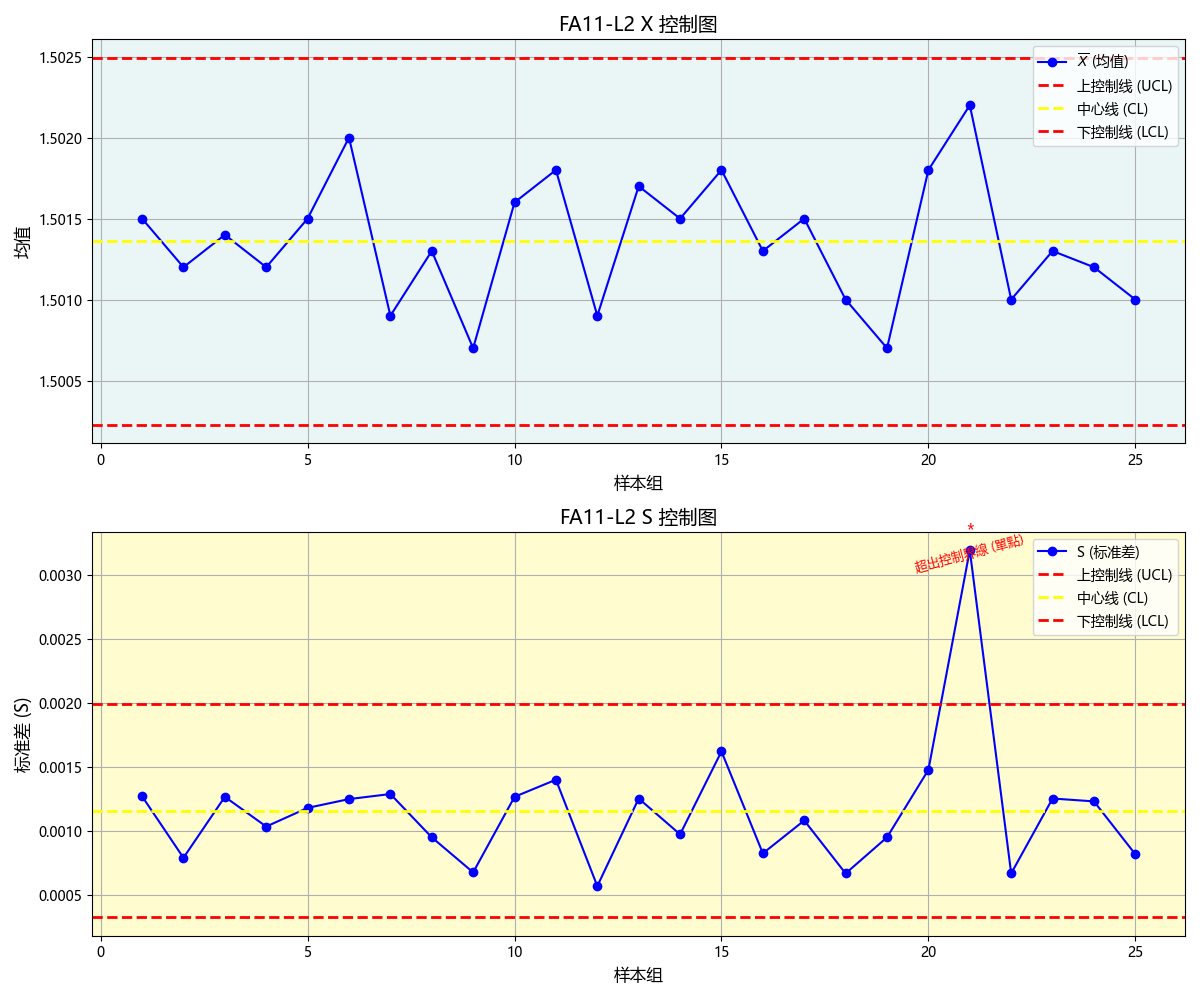 FA11-L2 X 控制图
1.5025
1.5020
1.5015
1.5010
1.5005
均值
X (均值)
上控制线 (UCL)
中心线 (CL)
下控制线 (LCL)
0 5 10 15 20 25
样本组
FA11-L2 S 控制图
*
超出控制界線 (單點)
0.0030
0.0025
0.0020
0.0015
0.0010
0.0005
标准差 (S)
S (标准差)
上控制线 (UCL)
中心线 (CL)
下控制线 (LCL)
0 5 10 15 20 25
样本组